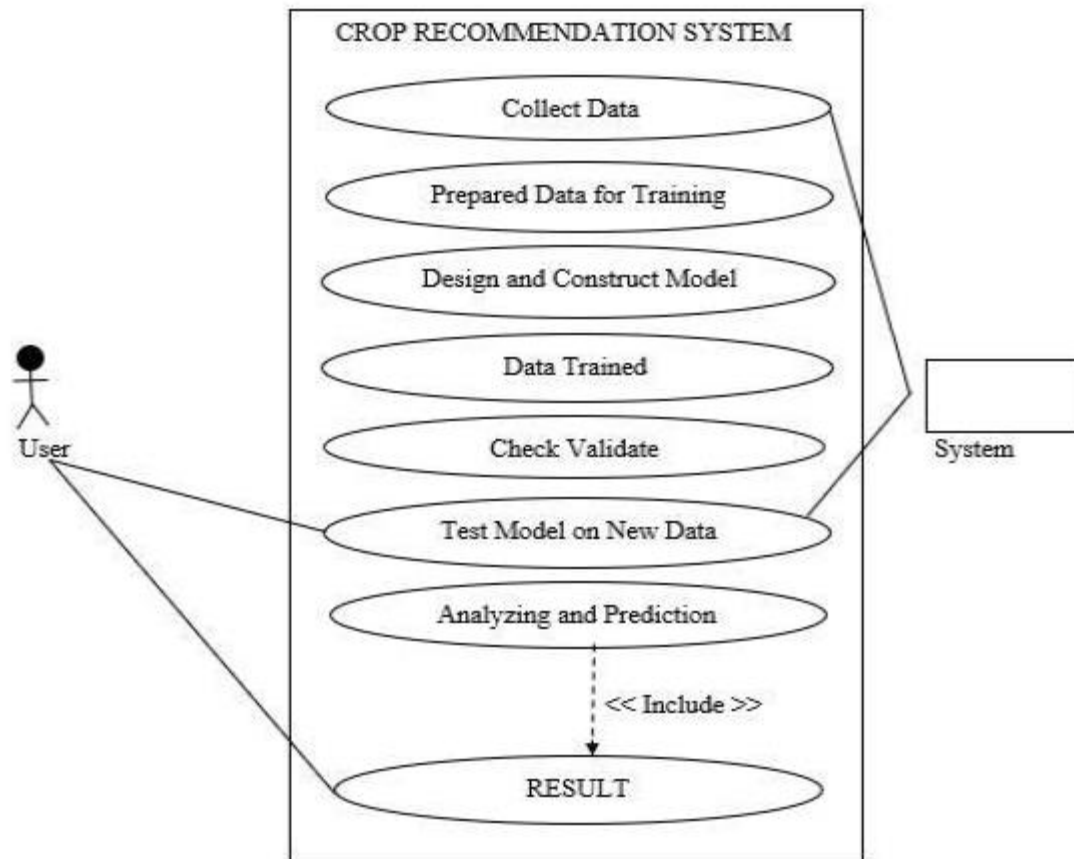 CROP RECOMMENDATION SYSTEM
Collect Data
Prepared Data for Training
Design and Construct Model
Data Trained
Check Validate
User
System
Test Model on New Data
Analyzing and Prediction
<< Include >>
RESULT